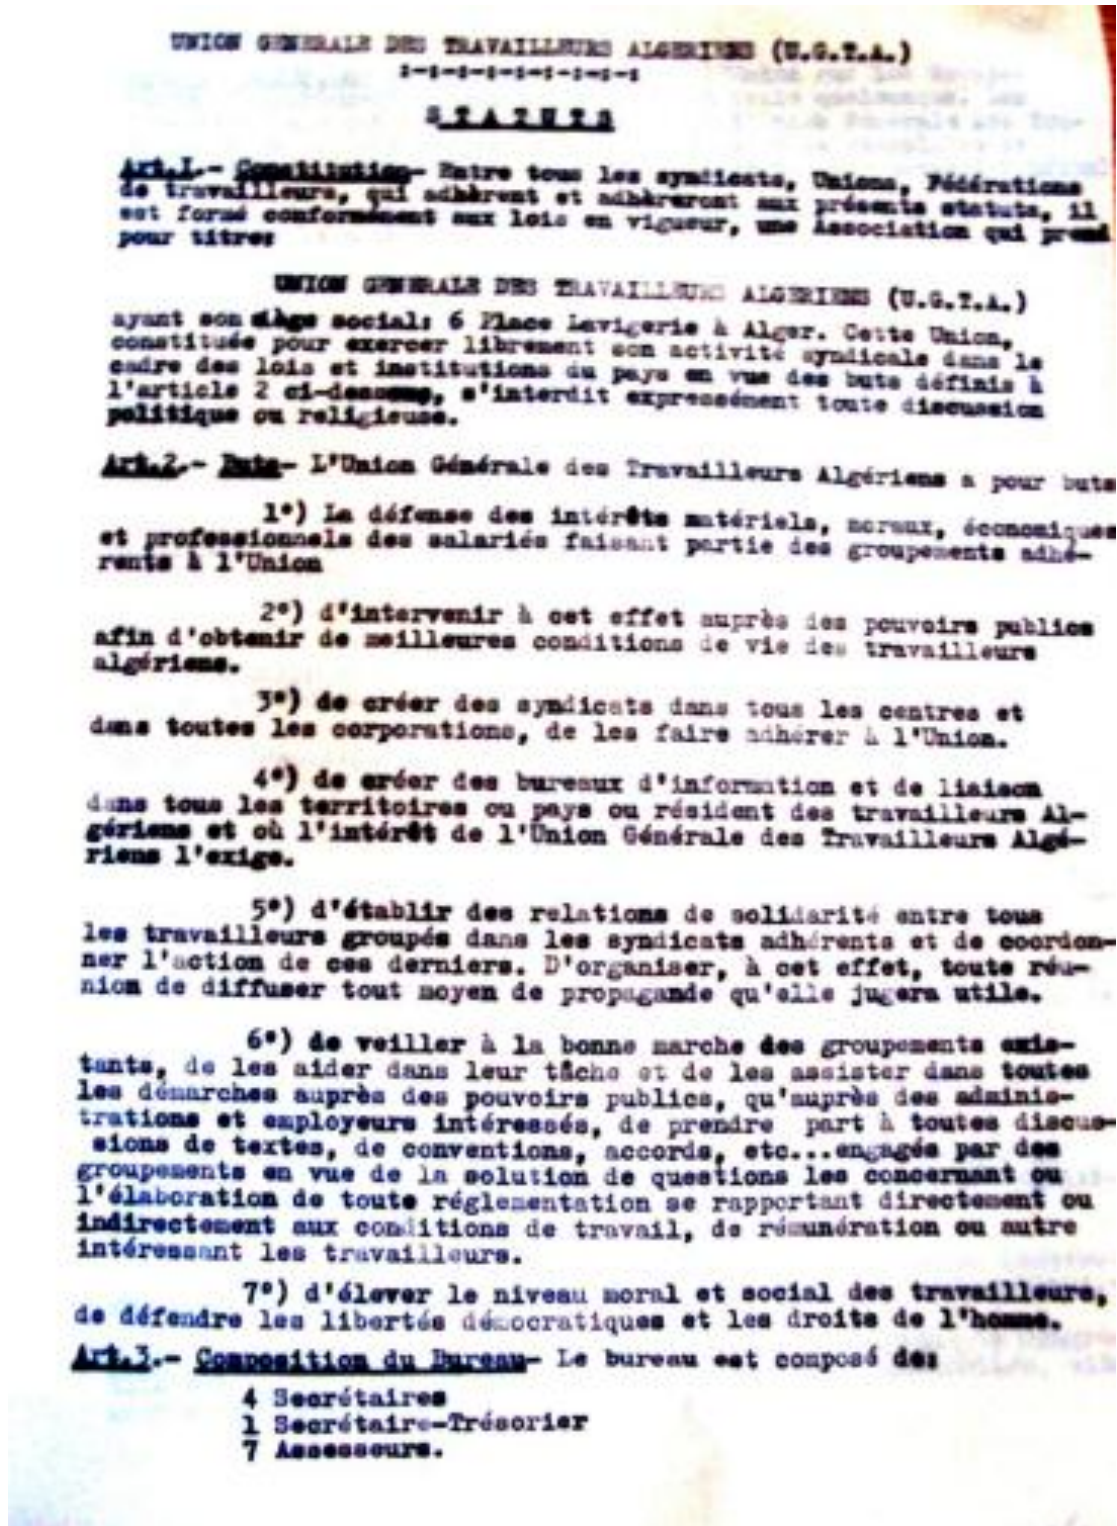 UNION GENERALE DES TRAVAILLEURS ALGERIENS (U.G.T.A.)
:-:-:-:-:-:-:-:-:
STATUTS
Art.I.- Constitution- Entre tous les syndicats, Unions, Fédérations
de travailleurs, qui adhèrent et adhèreront aux présents statuts, il
est formé conformément aux lois en vigueur, une Association qui prend
pour titre:
UNION GENERALE DES TRAVAILLEURS ALGERIENS (U.G.T.A.)
ayant son siège social: 6 Place Lavigerie à Alger. Cette Union,
constituée pour exercer librement son activité syndicale dans le
cadre des lois et institutions du pays en vue des buts définis à
l'article 2 ci-dessous, s'interdit expressément toute discussion
politique ou religieuse.
Art.2.- Buts- L'Union Générale des Travailleurs Algériens a pour buts
1°) La défense des intérêts matériels, moraux, économiques
et professionnels des salariés faisant partie des groupements adhé-
rents à l'Union
2°) d'intervenir à cet effet auprès des pouvoirs publics
afin d'obtenir de meilleures conditions de vie des travailleurs
algériens.
3°) de créer des syndicats dans tous les centres et
dans toutes les corporations, de les faire adhérer à l'Union.
4°) de créer des bureaux d'information et de liaison
dans tous les territoires ou pays ou résident des travailleurs Al-
gériens et où l'intérêt de l'Union Générale des Travailleurs Algé-
riens l'exige.
5°) d'établir des relations de solidarité entre tous
les travailleurs groupés dans les syndicats adhérents et de coordon-
ner l'action de ces derniers. D'organiser, à cet effet, toute réu-
nion de diffuser tout moyen de propagande qu'elle jugera utile.
6°) de veiller à la bonne marche des groupements exis-
tants, de les aider dans leur tâche et de les assister dans toutes
les démarches auprès des pouvoirs publics, qu'auprès des adminis-
trations et employeurs intéressés, de prendre part à toutes discus-
sions de textes, de conventions, accords, etc...engagés par des
groupements en vue de la solution de questions les concernant ou
l'élaboration de toute réglementation se rapportant directement ou
indirectement aux conditions de travail, de rémunération ou autre
intéressant les travailleurs.
7°) d'élever le niveau moral et social des travailleurs,
de défendre les libertés démocratiques et les droits de l'homme.
Art.3.- Composition du Bureau- Le bureau est composé de:
4 Secrétaires
1 Secrétaire-Trésorier
7 Assesseurs.